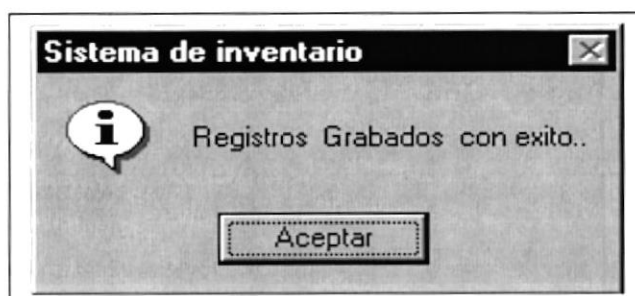 Sistema de inventario
Registros Grabados con exito..
Aceptar